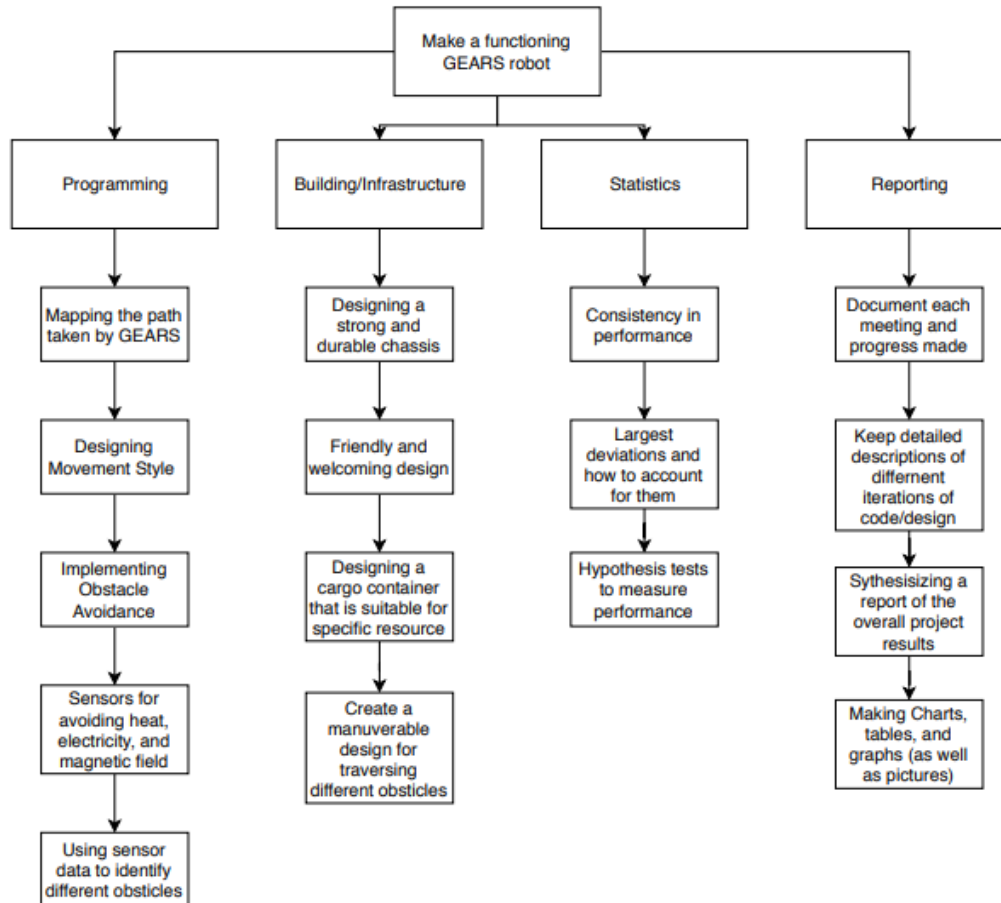 Make a functioning
GEARS robot
Programming
Building/Infrastructure
Statistics
Reporting
Mapping the path
taken by GEARS
Designing a
strong and
durable chassis
Consistency in
performance
Document each
meeting and
progress made
Designing
Movement Style
Friendly and
welcoming design
Largest
deviations and
how to account
for them
Keep detailed
descriptions of
differnent
iterations of
code/design
Implementing
Obstacle
Avoidance
Designing a
cargo container
that is suitable for
specific resource
Hypothesis tests
to measure
performance
Sythesisizing a
report of the
overall project
results
Sensors for
avoiding heat,
electricity, and
magnetic field
Create a
manuverable
design for
traversing
different obsticles
Making Charts,
tables, and
graphs (as well
as pictures)
Using sensor
data to identify
different obsticles